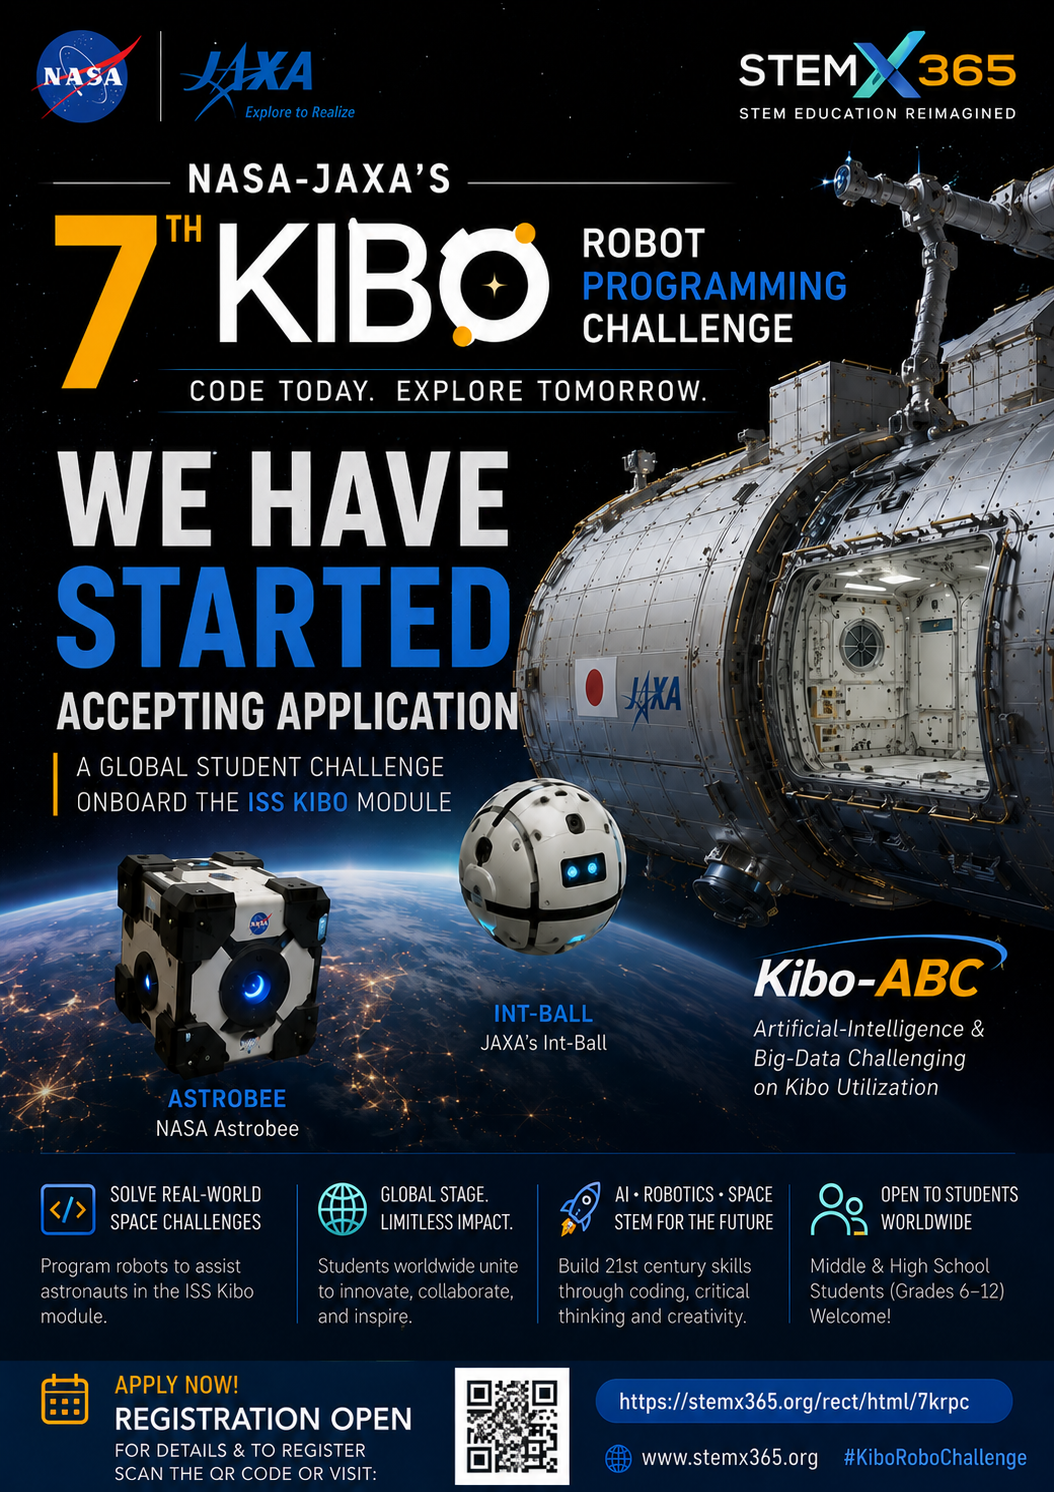 NASA
JAXA
Explore to Realize
STEMX365
STEM EDUCATION REIMAGINED
NASA-JAXA'S
7TH KIBO
ROBOT
PROGRAMMING
CHALLENGE
CODE TODAY. EXPLORE TOMORROW.
WE HAVE
STARTED
ACCEPTING APPLICATION
A GLOBAL STUDENT CHALLENGE
ONBOARD THE ISS KIBO MODULE
JAXA
NASA
INT-BALL
JAXA's Int-Ball
ASTROBEE
NASA Astrobee
Kibo-ABC
Artificial-Intelligence &
Big-Data Challenging
on Kibo Utilization
SOLVE REAL-WORLD
SPACE CHALLENGES
Program robots to assist
astronauts in the ISS Kibo
module.
GLOBAL STAGE.
LIMITLESS IMPACT.
Students worldwide unite
to innovate, collaborate,
and inspire.
AI • ROBOTICS • SPACE
STEM FOR THE FUTURE
Build 21st century skills
through coding, critical
thinking and creativity.
OPEN TO STUDENTS
WORLDWIDE
Middle & High School
Students (Grades 6–12)
Welcome!
APPLY NOW!
REGISTRATION OPEN
FOR DETAILS & TO REGISTER
SCAN THE QR CODE OR VISIT:
https://stemx365.org/rect/html/7krpc
www.stemx365.org
#KiboRoboChallenge